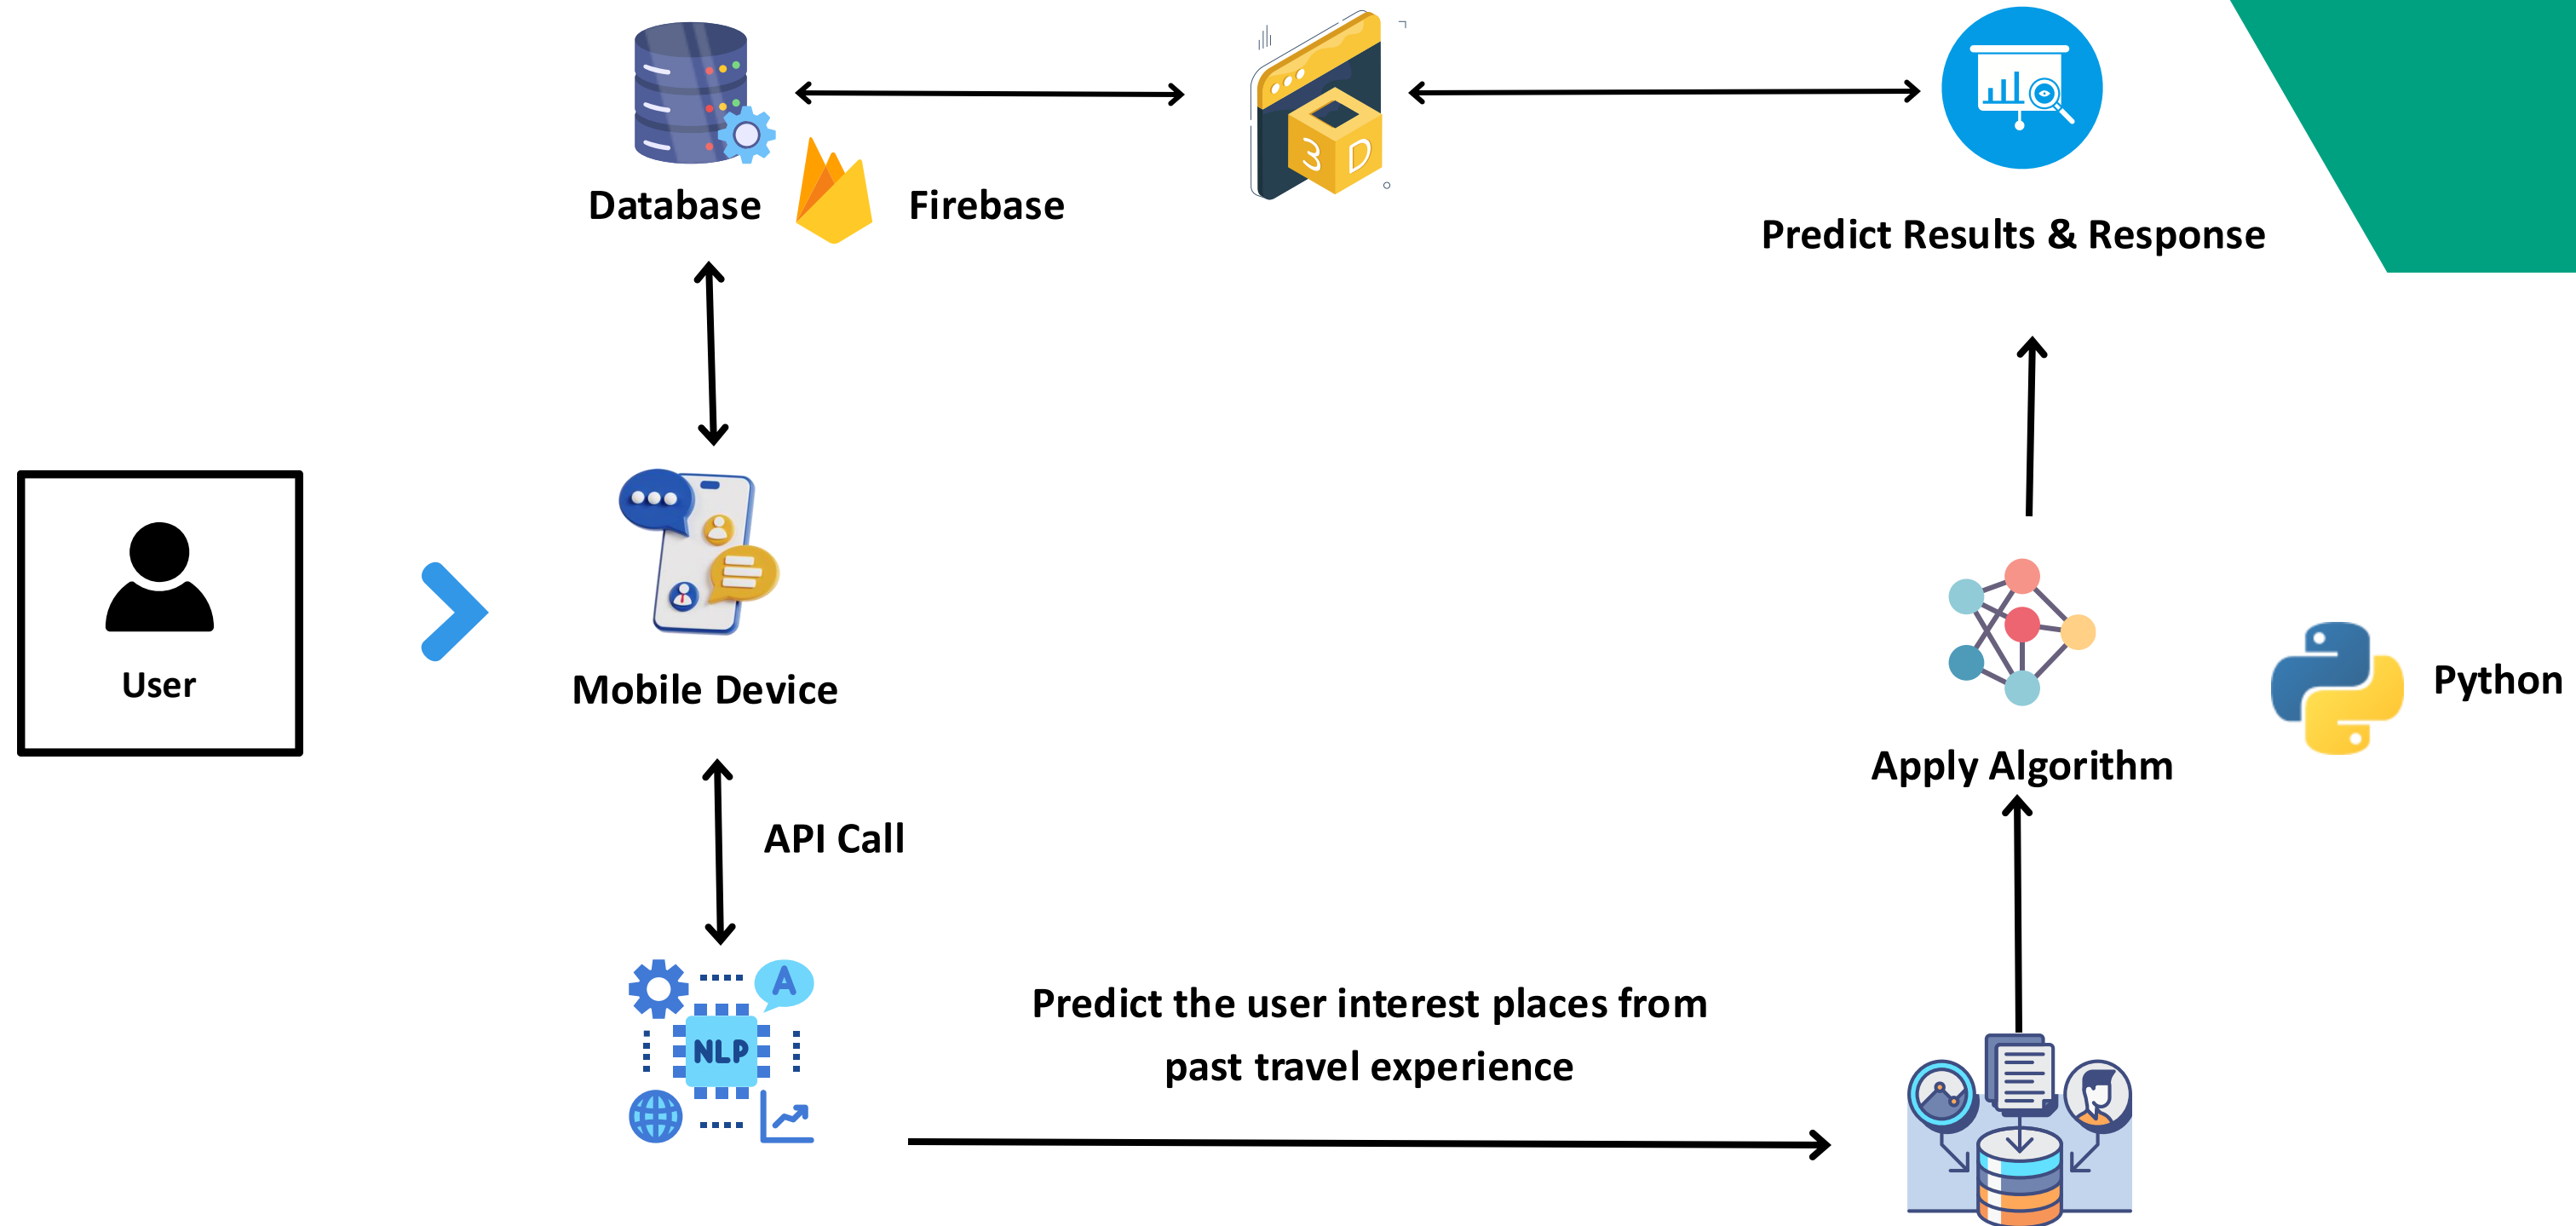 3 D
Database
Firebase
Predict Results & Response
User
Mobile Device
Python
Apply Algorithm
API Call
A
NLP
Predict the user interest places from
past travel experience